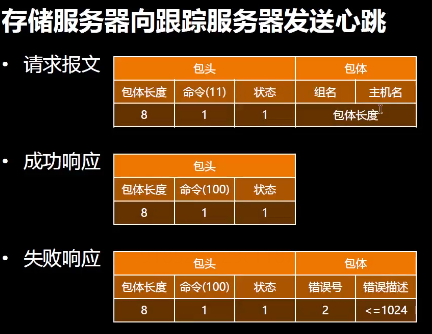 存储服务器向跟踪服务器发送心跳
• 请求报文
包头 包体
包体长度 命令(11) 状态 组名 主机名
8 1 1 包体长度
• 成功响应
包头
包体长度 命令(100) 状态
8 1 1
• 失败响应
包头 包体
包体长度 命令(100) 状态 错误号 错误描述
8 1 1 2 <=1024